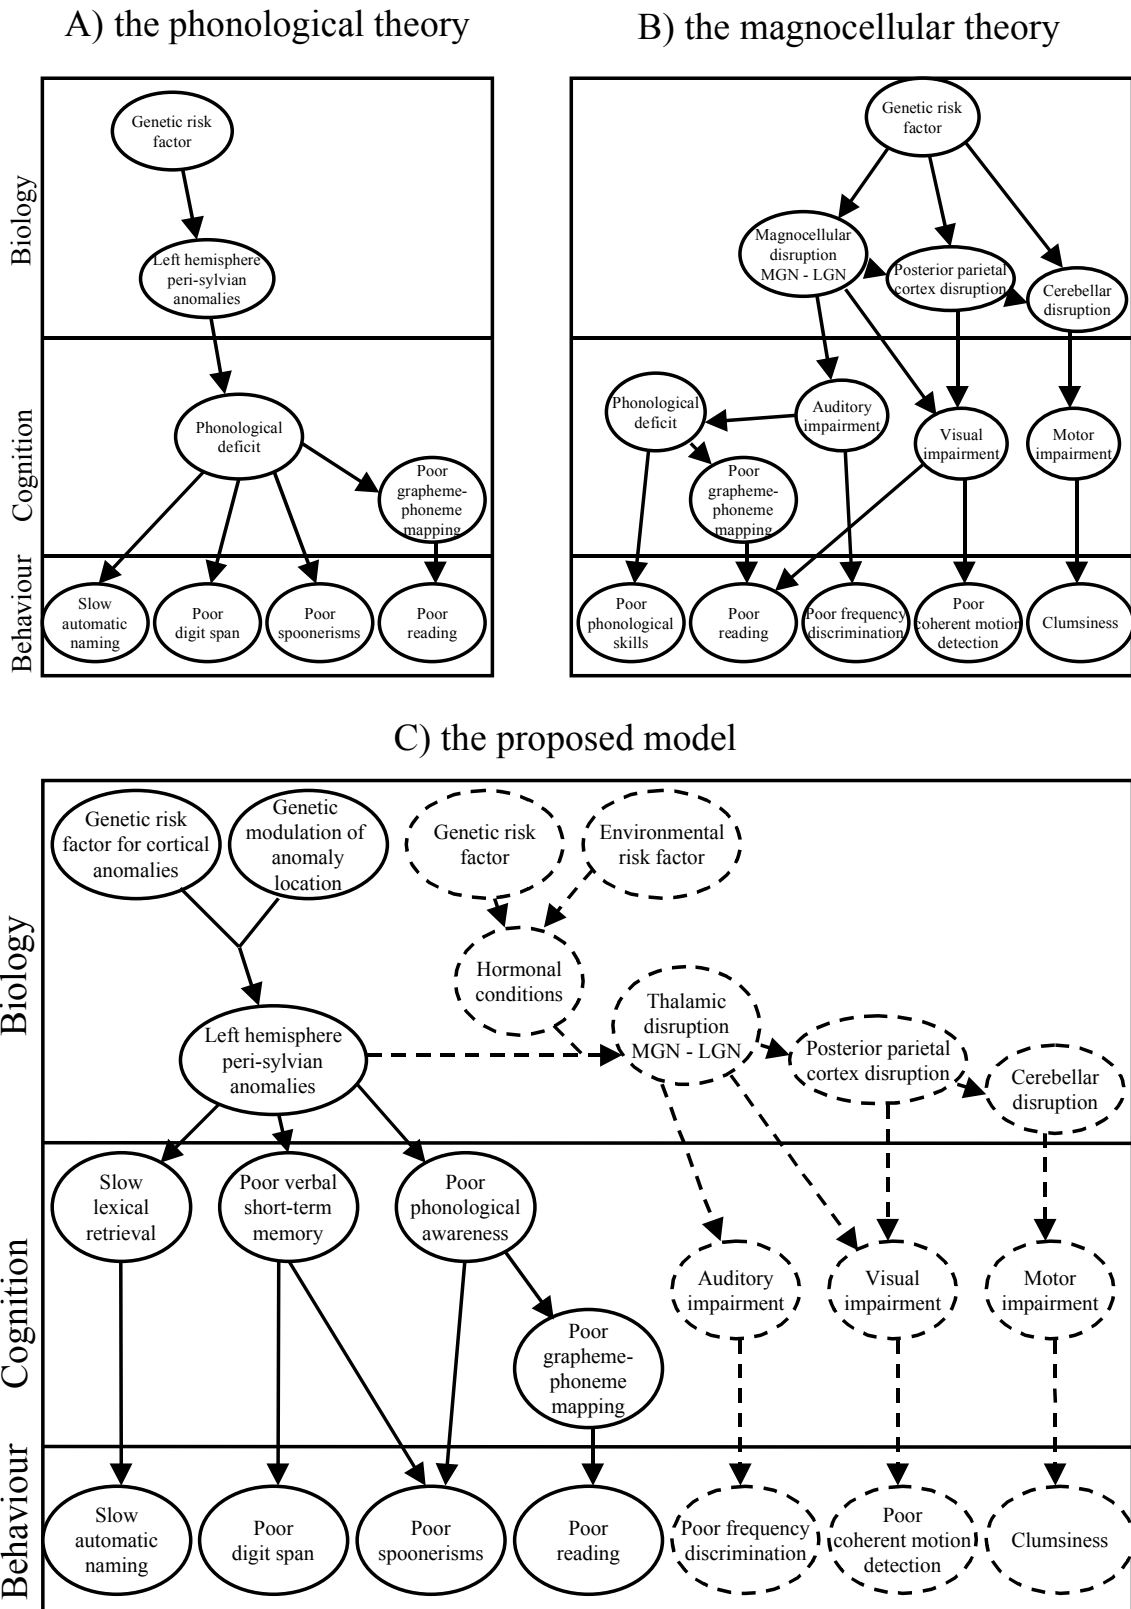 A) the phonological theory
Biology
Cognition
Behaviour
Genetic risk
factor
Left hemisphere
peri-sylvian
anomalies
Phonological
deficit
Poor
grapheme-
phoneme
mapping
Slow
automatic
naming
Poor
digit span
Poor
spoonerisms
Poor
reading
B) the magnocellular theory
Genetic risk
factor
Magnocellular
disruption
MGN - LGN
Posterior parietal
cortex disruption
Cerebellar
disruption
Phonological
deficit
Auditory
impairment
Visual
impairment
Motor
impairment
Poor
grapheme-
phoneme
mapping
Poor
phonological
skills
Poor
reading
Poor frequency
discrimination
Poor
coherent motion
detection
Clumsiness
C) the proposed model
Biology
Cognition
Behaviour
Genetic risk
factor for cortical
anomalies
Genetic
modulation of
anomaly
location
Genetic risk
factor
Environmental
risk factor
Hormonal
conditions
Left hemisphere
peri-sylvian
anomalies
Thalamic
disruption
MGN - LGN
Posterior parietal
cortex disruption
Cerebellar
disruption
Slow
lexical
retrieval
Poor verbal
short-term
memory
Poor
phonological
awareness
Auditory
impairment
Visual
impairment
Motor
impairment
Poor
grapheme-
phoneme
mapping
Slow
automatic
naming
Poor
digit span
Poor
spoonerisms
Poor
reading
Poor frequency
discrimination
Poor
coherent motion
detection
Clumsiness